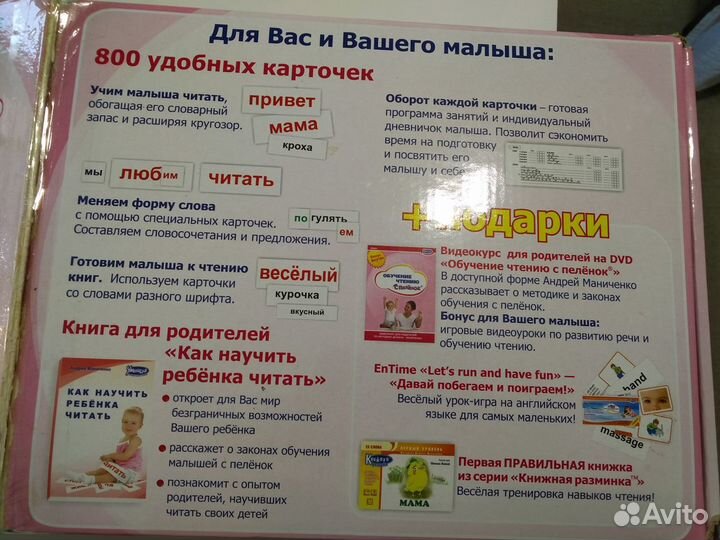 Для Вас и Вашего малыша:
800 удобных карточек
Учим малыша читать,
обогащая его словарный
запас и расширяя кругозор.
привет
мама
кроха
мы
любим
читать
Меняем форму слова
с помощью специальных карточек.
Составляем словосочетания и предложения.
по гулять
ем
Готовим малыша к чтению
книг. Используем карточки
со словами разного шрифта.
весёлый
курочка
вкусный
Книга для родителей
«Как научить
ребёнка читать»
КАК НАУЧИТЬ
РЕБЁНКА
ЧИТАТЬ
читать
• откроет для Вас мир
безграничных возможностей
Вашего ребёнка
• расскажет о законах обучения
малышей с пелёнок
• познакомит с опытом
родителей, научивших
читать своих детей
Оборот каждой карточки – готовая
программа занятий и индивидуальный
дневничок малыша. Позволит сэкономить
время на подготовку
и посвятить его
малышу и себе.
+подарки
ОБУЧЕНИЕ
ЧТЕНИЮ
с пелёнок
Видеокурс для родителей на DVD
«Обучение чтению с пелёнок®»
В доступной форме Андрей Маниченко
рассказывает о методике и законах
обучения с пелёнок.
Бонус для Вашего малыша:
игровые видеоуроки по развитию речи и
обучению чтению.
EnTime «Let’s run and have fun» —
«Давай побегаем и поиграем!»
Весёлый урок-игра на английском
языке для самых маленьких!
hand
massage
ПЕРВЫЙ УРОВЕНЬ
МАМА
Первая ПРАВИЛЬНАЯ книжка
из серии «Книжная разминка™»
Весёлая тренировка навыков чтения!
Avito